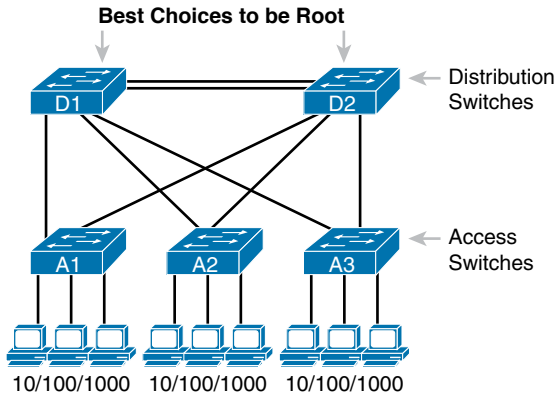 Best Choices to be Root
D1
D2
Distribution
Switches
A1
A2
A3
Access
Switches
10/100/1000
10/100/1000
10/100/1000